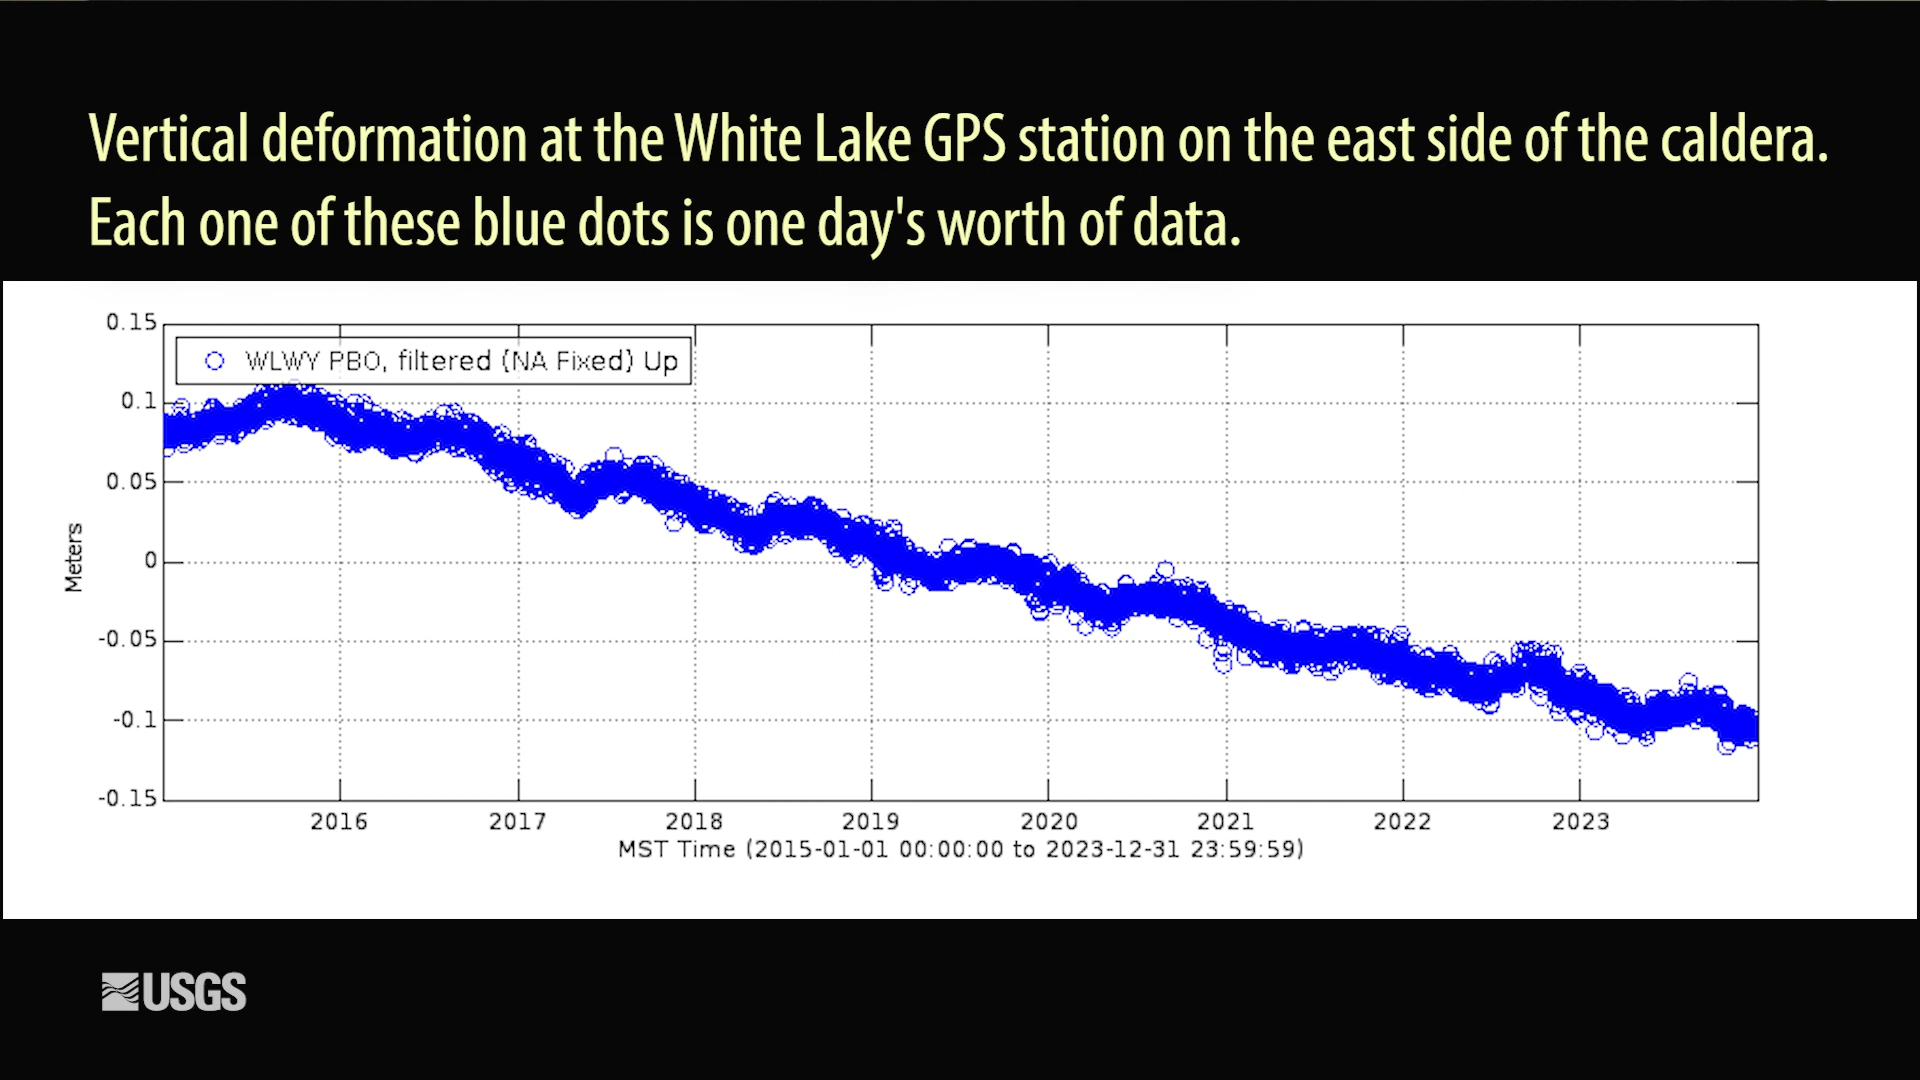 Vertical deformation at the White Lake GPS station on the east side of the caldera.
Each one of these blue dots is one day's worth of data.
0.15
WLWY PBO, filtered (NA Fixed) Up
0.1
0.05
Meters
0
-0.05
-0.1
-0.15
2016 2017 2018 2019 2020 2021 2022 2023
MST Time (2015-01-01 00:00:00 to 2023-12-31 23:59:59)
USGS